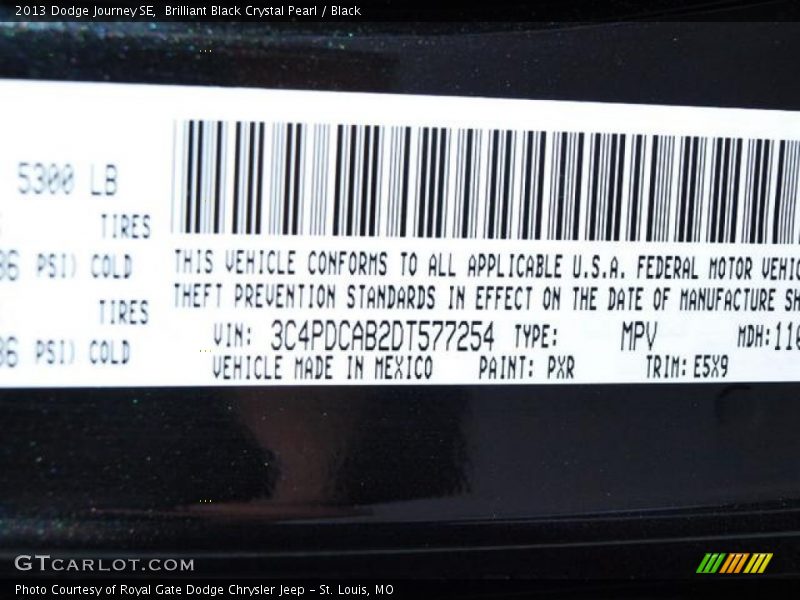 2013 Dodge Journey SE,  Brilliant Black Crystal Pearl / Black
5300 LB
TIRES
PSI) COLD
TIRES
PSI) COLD
THIS VEHICLE CONFORMS TO ALL APPLICABLE U.S.A. FEDERAL MOTOR
THEFT PREVENTION STANDARDS IN EFFECT ON THE DATE OF MANUFACTURE
VIN: 3C4PDCAB2DT577254 TYPE: MPV MDH:
VEHICLE MADE IN MEXICO PAINT: PXR TRIM: E5X9
GTCARLOT.COM
Photo Courtesy of Royal Gate Dodge Chrysler Jeep – St. Louis, MO